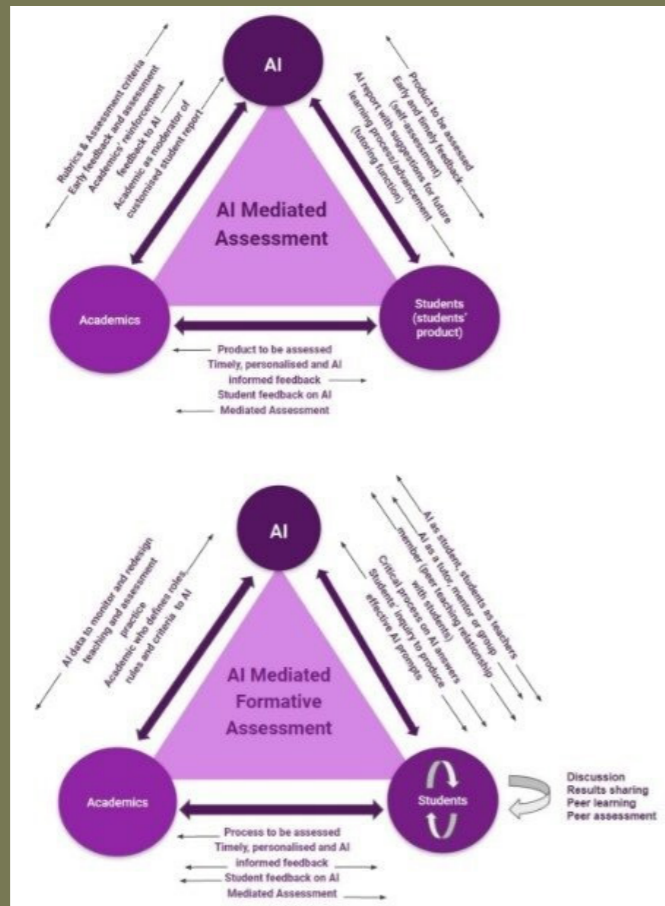 AI
Rubrics & Assessment criteria
Early feedback and assessment
Academics' reinforcement
feedback to AI
Academic as moderator of
customised student report
Product to be assessed
Early and timely feedback
(self-assessment)
AI report with suggestions for future
learning process/advancement
(tutoring function)
AI Mediated
Assessment
Academics
Students
(students'
product)
Product to be assessed
Timely, personalised and AI
informed feedback
Student feedback on AI
Mediated Assessment
AI
AI data to monitor and redesign
teaching and assessment
practice
Academic who defines roles,
rules and criteria to AI
AI as student, students as teachers
AI as a tutor, mentor or group
member (peer teaching relationship
with students)
Critical process on AI answers
Students' inquiry to produce
effective AI prompts
AI Mediated
Formative
Assessment
Academics
Students
Discussion
Results sharing
Peer learning
Peer assessment
Process to be assessed
Timely, personalised and AI
informed feedback
Student feedback on AI
Mediated Assessment